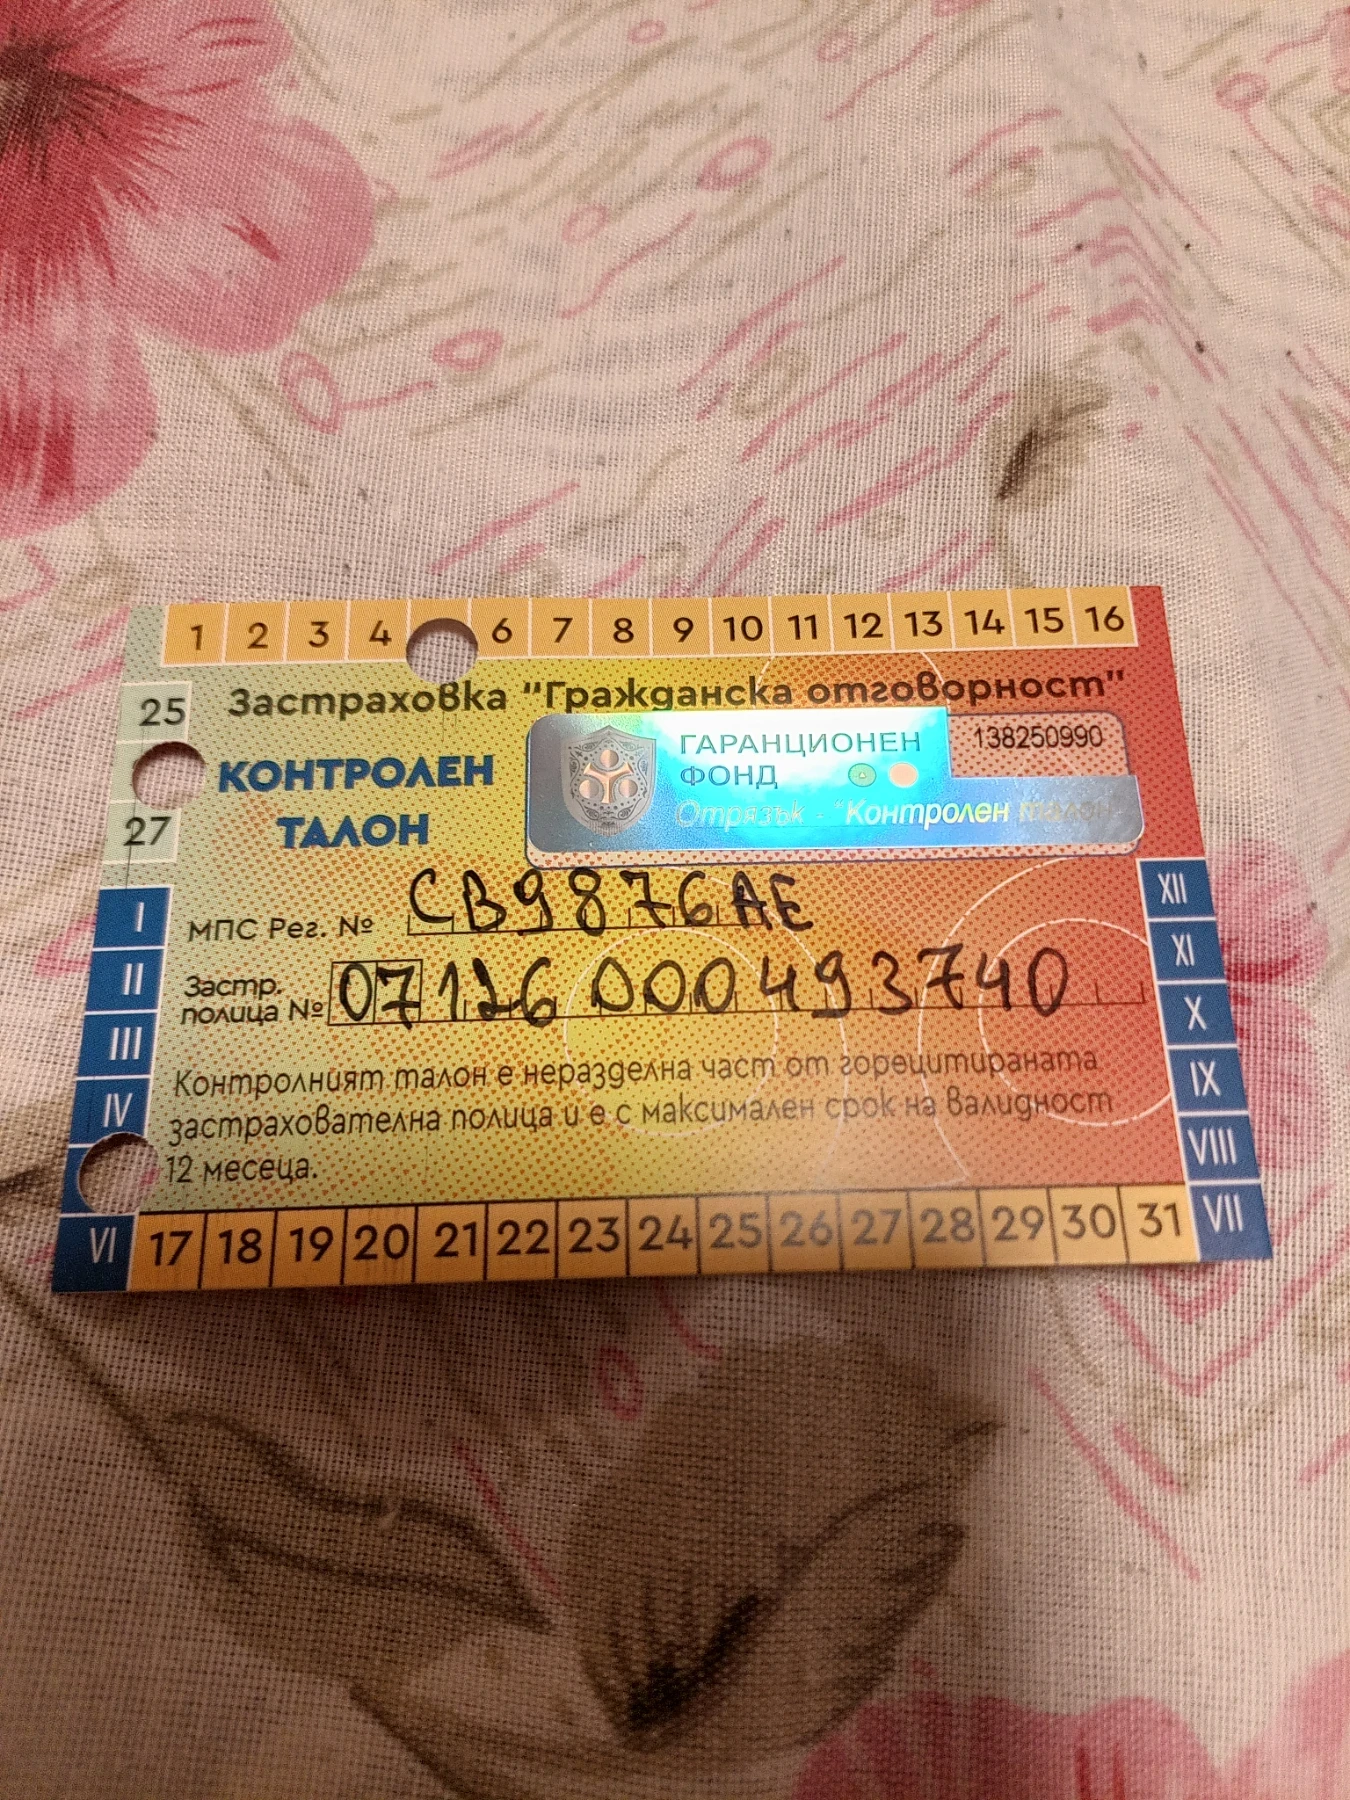 1 2 3 4 6 7 8 9 10 11 12 13 14 15 16
Застраховка "Гражданска отговорност"
25
27
КОНТРОЛЕН
ТАЛОН
ГАРАНЦИОНЕН
ФОНД
Отрязък - "Контролен талон"
138250990
МПС Рег. № CB9876AE
Застр.
полица № 07126000493740
Контролният талон е неразделна част от горецитираната
застрахователна полица и е с максимален срок на валидност
12 месеца.
I
II
III
IV
VI
XII
XI
X
IX
VIII
VII
17 18 19 20 21 22 23 24 25 26 27 28 29 30 31